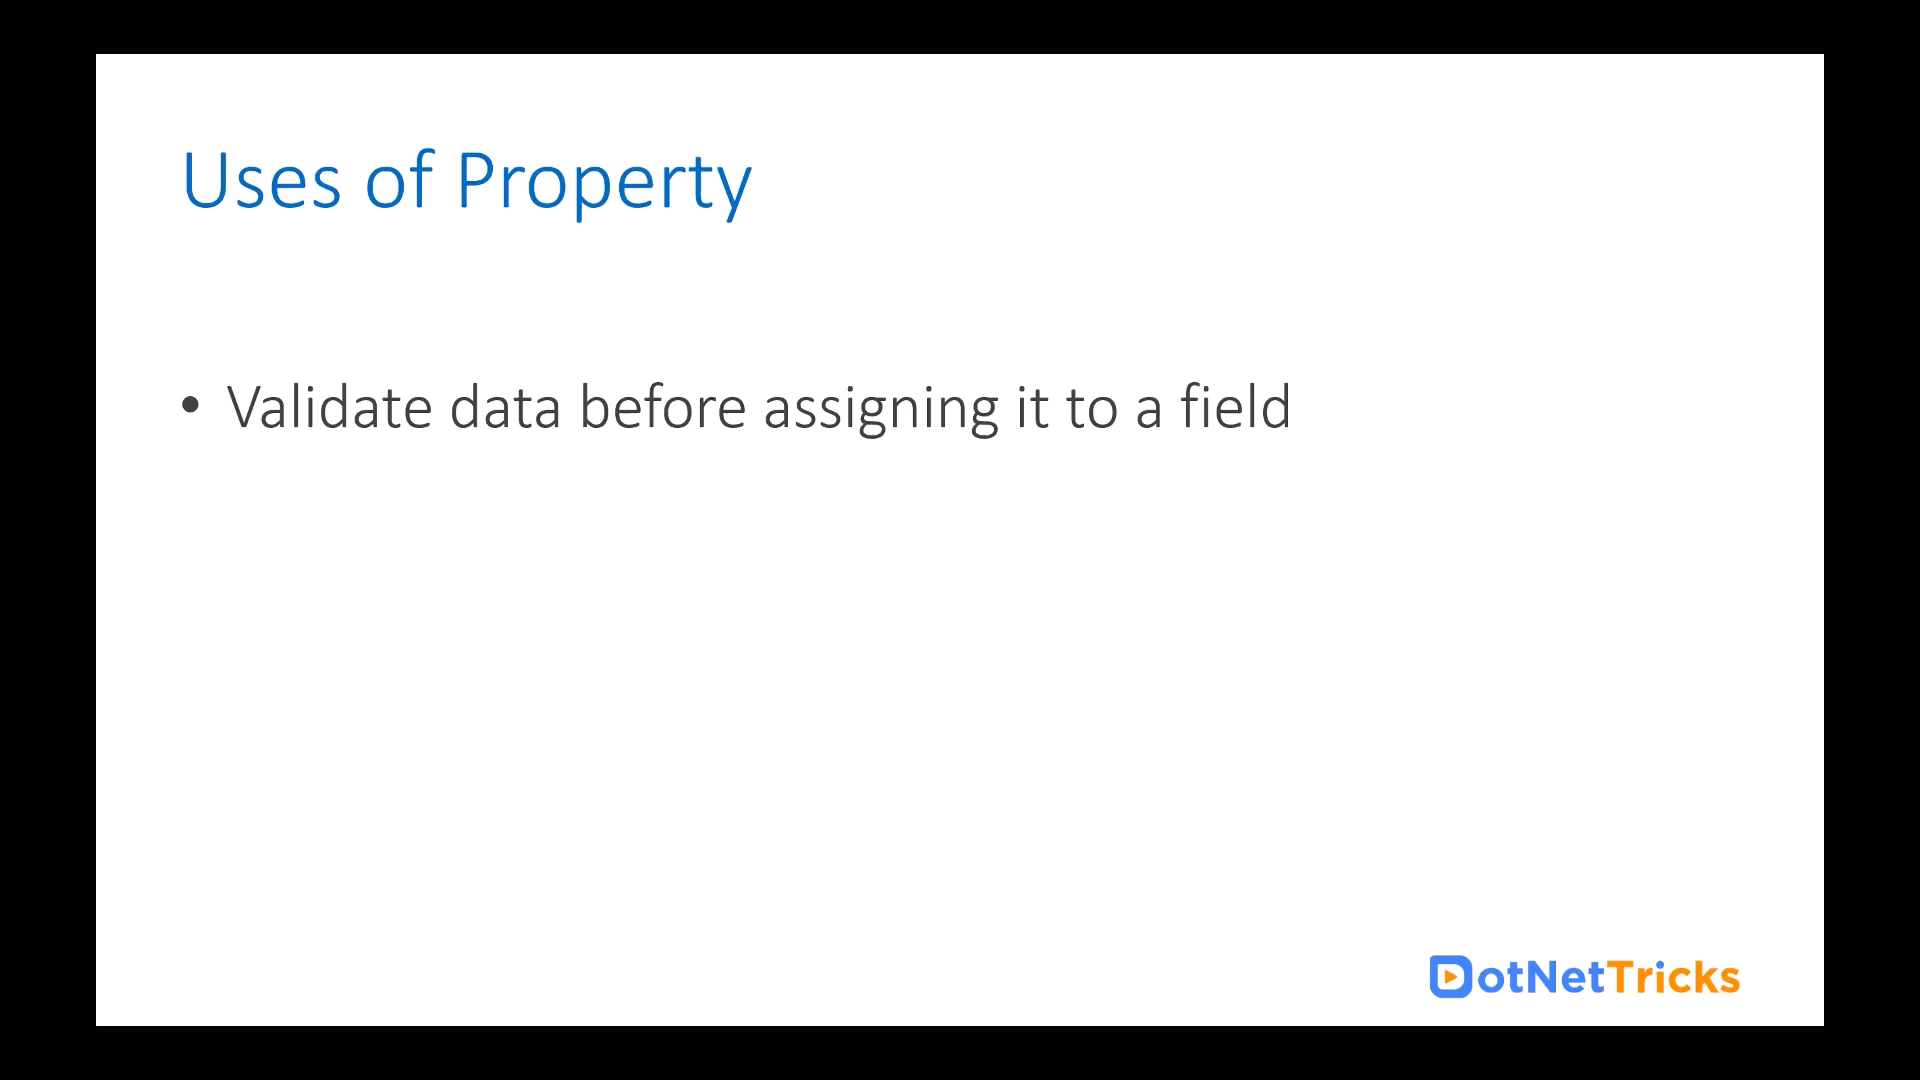 Uses of Property
• Validate data before assigning it to a field
DotNetTricks